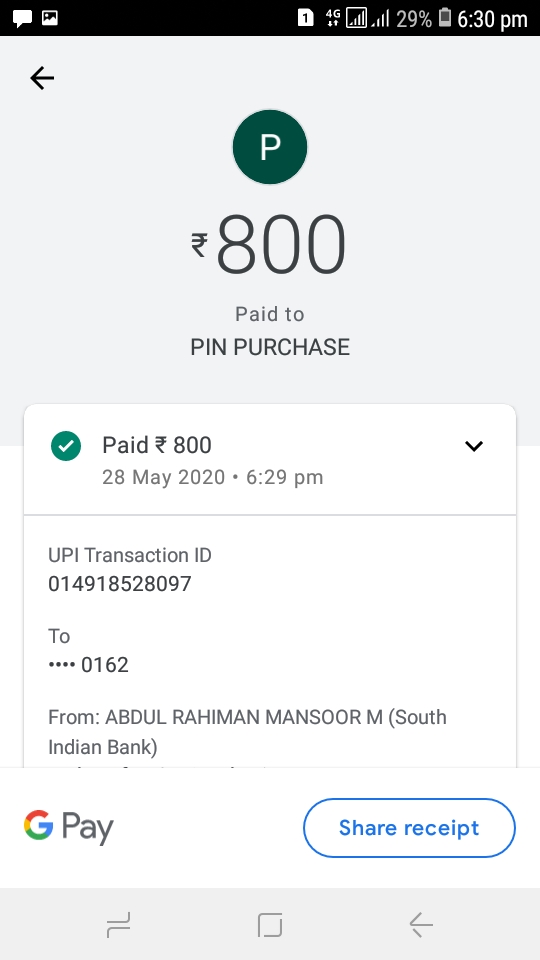 1 4G 29% 6:30 pm
P
₹800
Paid to
PIN PURCHASE
Paid ₹ 800
28 May 2020 • 6:29 pm
UPI Transaction ID
014918528097
To
•••• 0162
From: ABDUL RAHIMAN MANSOOR M (South
Indian Bank)
G Pay
Share receipt